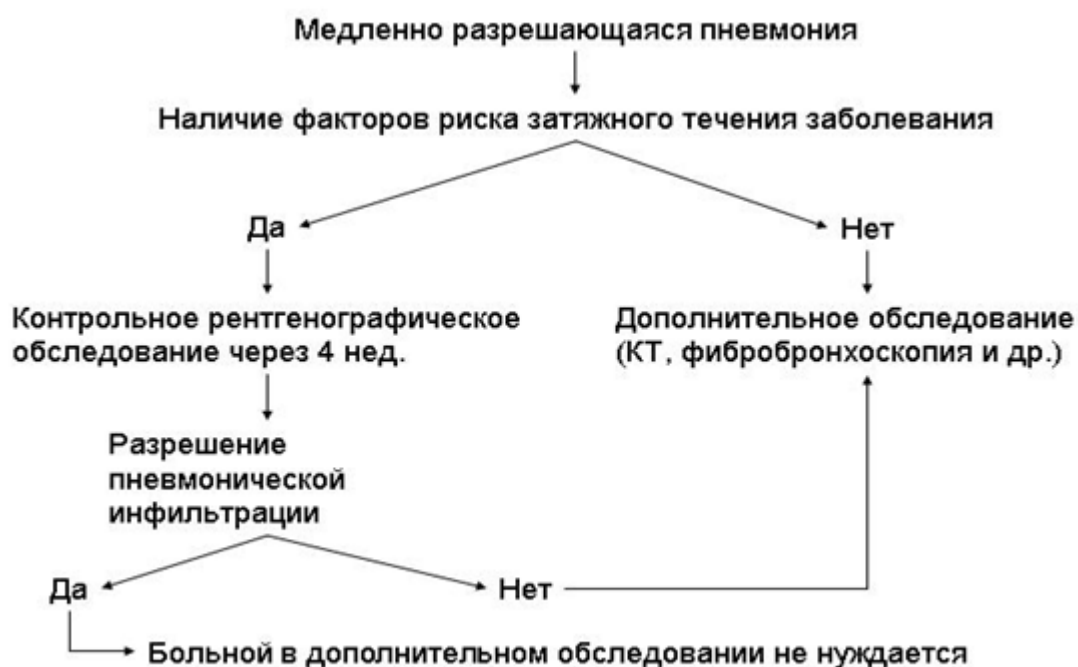 Медленно разрешающаяся пневмония
Наличие факторов риска затяжного течения заболевания
Да
Нет
Контрольное рентгенографическое
обследование через 4 нед.
Дополнительное обследование
(КТ, фибробронхоскопия и др.)
Разрешение
пневмонической
инфильтрации
Да
Нет
Больной в дополнительном обследовании не нуждается